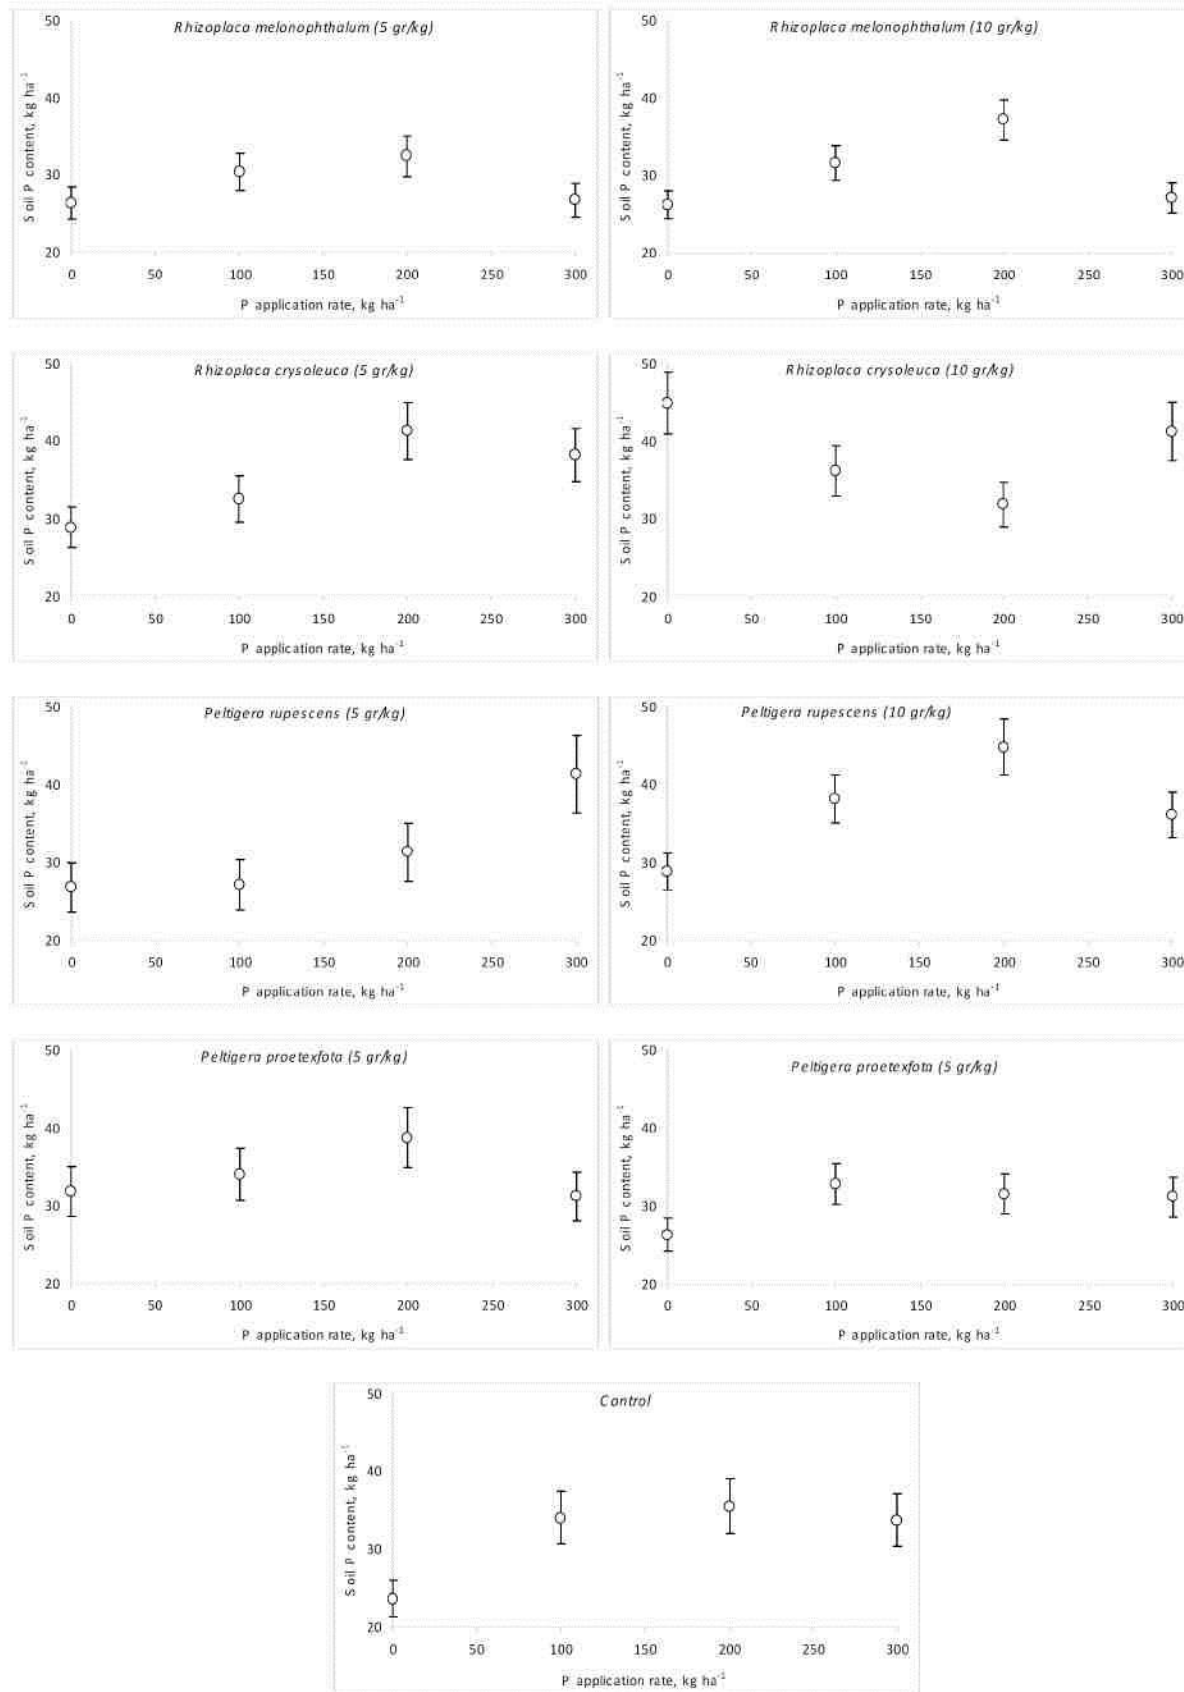 Rhizoplaca melonophthalum (5 gr/kg)
50
40
30
20
Soil P content, kg ha⁻¹
0 50 100 150 200 250 300
P application rate, kg ha⁻¹
Rhizoplaca melonophthalum (10 gr/kg)
50
40
30
20
Soil P content, kg ha⁻¹
0 50 100 150 200 250 300
P application rate, kg ha⁻¹
Rhizoplaca crysoleuca (5 gr/kg)
50
40
30
20
Soil P content, kg ha⁻¹
0 50 100 150 200 250 300
P application rate, kg ha⁻¹
Rhizoplaca crysoleuca (10 gr/kg)
50
40
30
20
Soil P content, kg ha⁻¹
0 50 100 150 200 250 300
P application rate, kg ha⁻¹
Peltigera rupescens (5 gr/kg)
50
40
30
20
Soil P content, kg ha⁻¹
0 50 100 150 200 250 300
P application rate, kg ha⁻¹
Peltigera rupescens (10 gr/kg)
50
40
30
20
Soil P content, kg ha⁻¹
0 50 100 150 200 250 300
P application rate, kg ha⁻¹
Peltigera proetexfota (5 gr/kg)
50
40
30
20
Soil P content, kg ha⁻¹
0 50 100 150 200 250 300
P application rate, kg ha⁻¹
Peltigera proetexfota (5 gr/kg)
50
40
30
20
Soil P content, kg ha⁻¹
0 50 100 150 200 250 300
P application rate, kg ha⁻¹
Control
50
40
30
20
Soil P content, kg ha⁻¹
0 50 100 150 200 250 300
P application rate, kg ha⁻¹